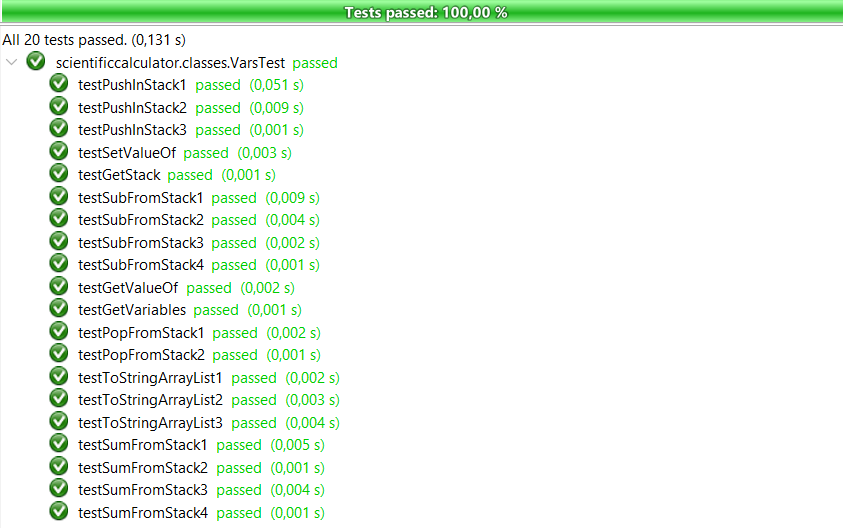 Tests passed: 100,00 %
All 20 tests passed. (0,131 s)
scientificcalculator.classes.VarsTest passed
testPushInStack1 passed (0,051 s)
testPushInStack2 passed (0,009 s)
testPushInStack3 passed (0,001 s)
testSetValueOf passed (0,003 s)
testGetStack passed (0,001 s)
testSubFromStack1 passed (0,009 s)
testSubFromStack2 passed (0,004 s)
testSubFromStack3 passed (0,002 s)
testSubFromStack4 passed (0,001 s)
testGetValueOf passed (0,002 s)
testGetVariables passed (0,001 s)
testPopFromStack1 passed (0,002 s)
testPopFromStack2 passed (0,001 s)
testToStringArrayList1 passed (0,002 s)
testToStringArrayList2 passed (0,003 s)
testToStringArrayList3 passed (0,004 s)
testSumFromStack1 passed (0,005 s)
testSumFromStack2 passed (0,001 s)
testSumFromStack3 passed (0,004 s)
testSumFromStack4 passed (0,001 s)